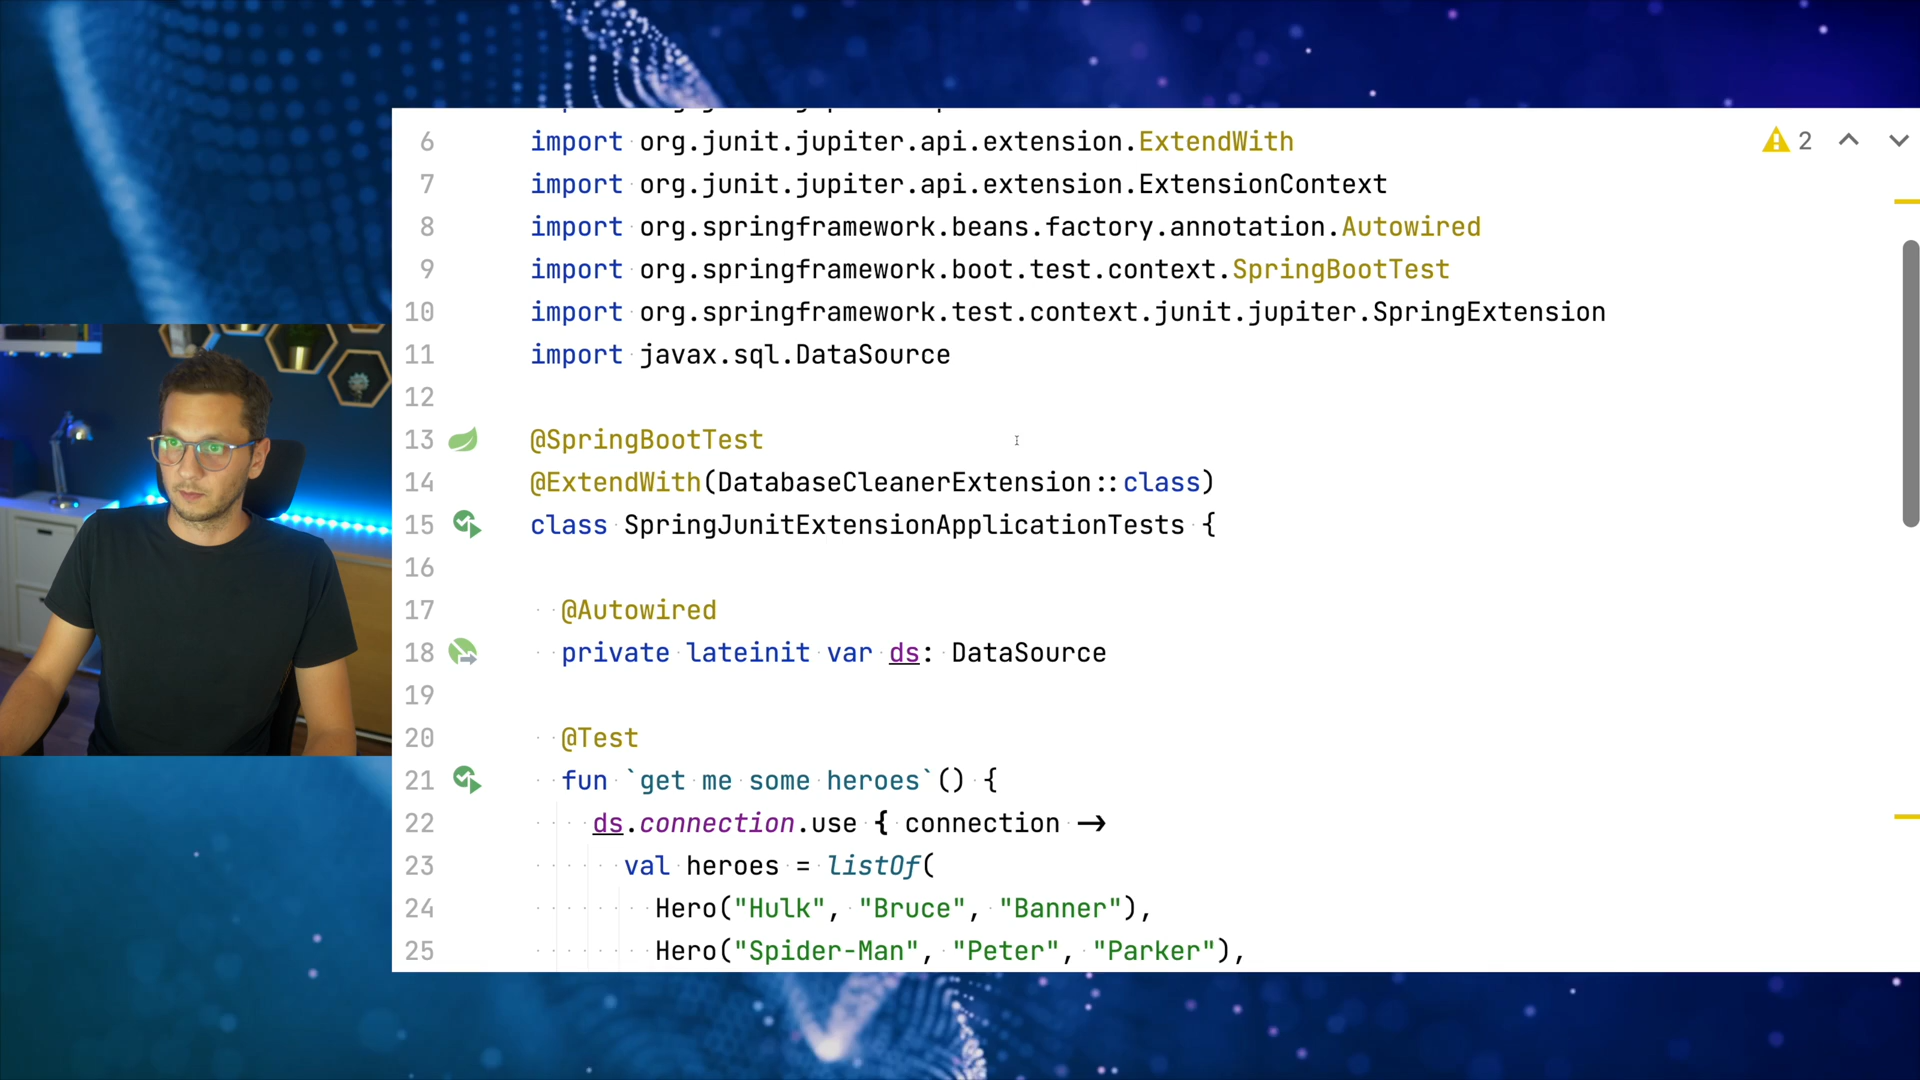 2
6 import org.junit.jupiter.api.extension.ExtendWith
7 import org.junit.jupiter.api.extension.ExtensionContext
8 import org.springframework.beans.factory.annotation.Autowired
9 import org.springframework.boot.test.context.SpringBootTest
10 import org.springframework.test.context.junit.jupiter.SpringExtension
11 import javax.sql.DataSource
12
13 @SpringBootTest
14 @ExtendWith(DatabaseCleanerExtension::class)
15 class SpringJunitExtensionApplicationTests {
16
17 @Autowired
18 private lateinit var ds: DataSource
19
20 @Test
21 fun `get me some heroes`() {
22 ds.connection.use { connection ->
23 val heroes = listOf(
24 Hero("Hulk", "Bruce", "Banner"),
25 Hero("Spider-Man", "Peter", "Parker"),